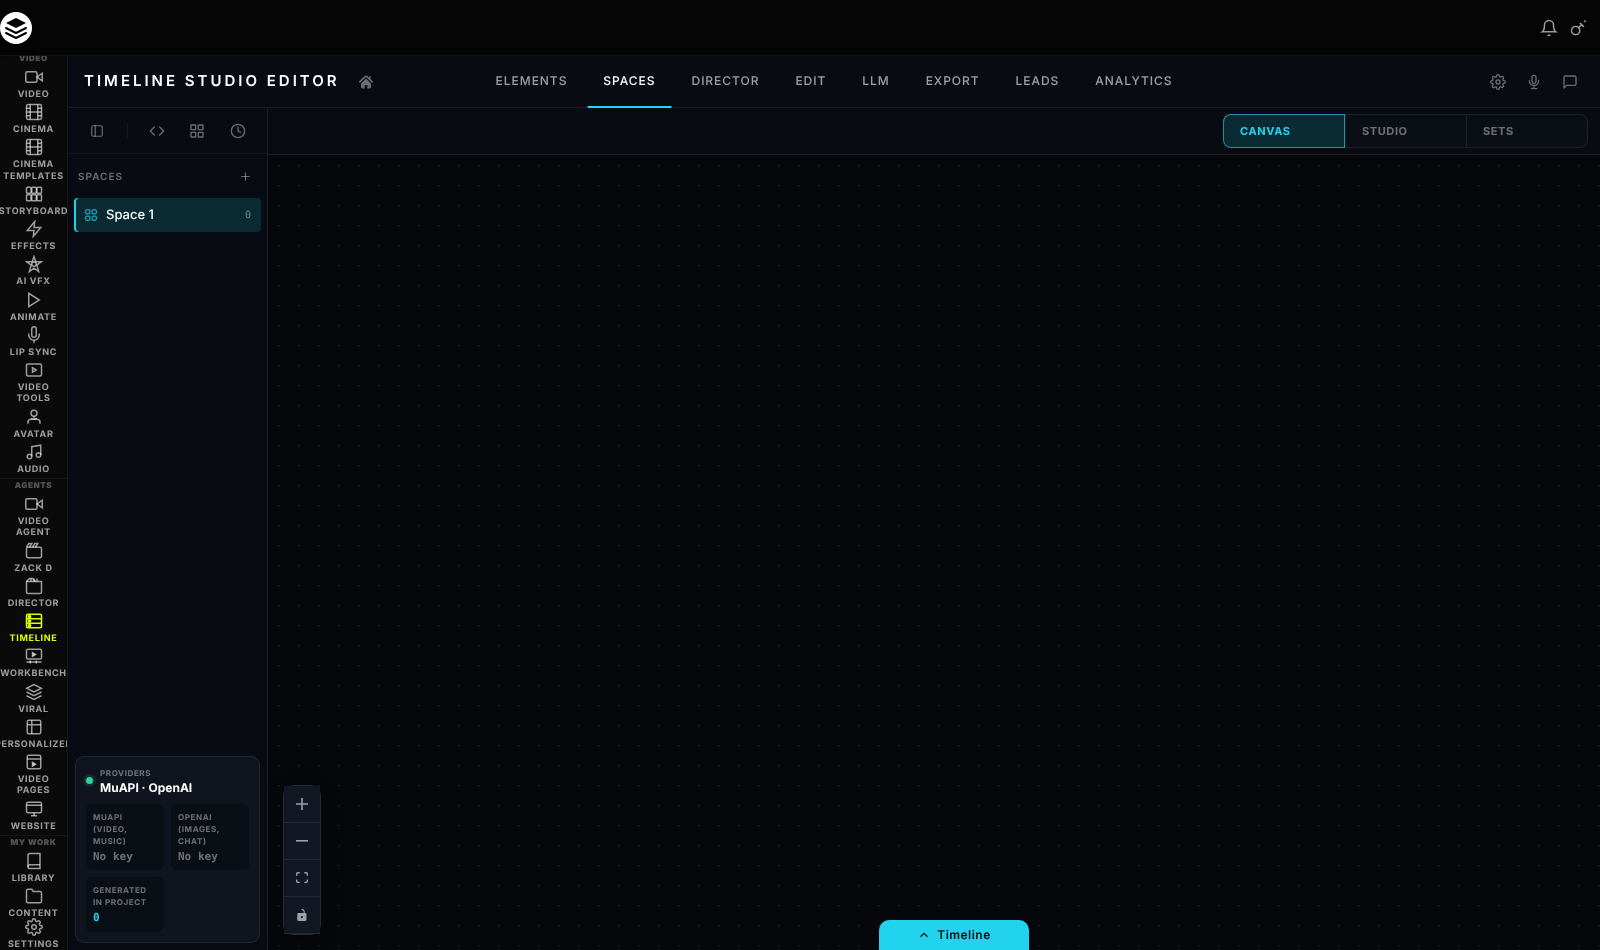 VIDEO
VIDEO
CINEMA
CINEMA
TEMPLATES
STORYBOARD
EFFECTS
AI VFX
ANIMATE
LIP SYNC
VIDEO
TOOLS
AVATAR
AUDIO
AGENTS
VIDEO
AGENT
ZACK D
DIRECTOR
TIMELINE
WORKBENCH
VIRAL
PERSONALIZE
VIDEO
PAGES
WEBSITE
MY WORK
LIBRARY
CONTENT
SETTINGS
TIMELINE STUDIO EDITOR
ELEMENTS SPACES DIRECTOR EDIT LLM EXPORT LEADS ANALYTICS
CANVAS STUDIO SETS
SPACES
Space 1 0
PROVIDERS
MuAPI · OpenAI
MUAPI
(VIDEO,
MUSIC)
No key
OPENAI
(IMAGES,
CHAT)
No key
GENERATED
IN PROJECT
0
Timeline